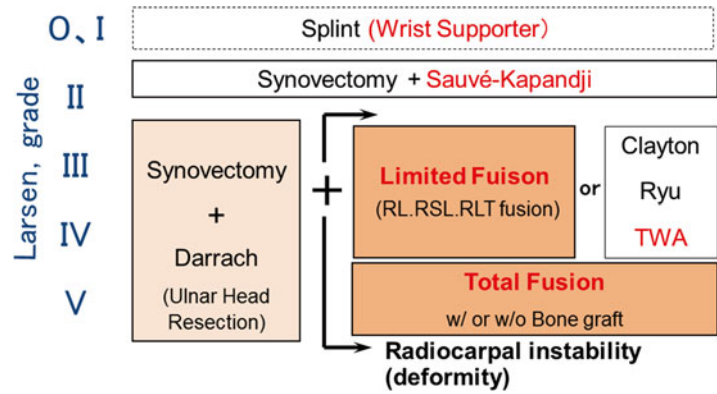 O、I
Splint (Wrist Supporter）
Synovectomy + Sauvé-Kapandji
Larsen, grade
II
III
IV
V
Synovectomy
+
Darrach
(Ulnar Head
Resection)
+
Limited Fuison
(RL.RSL.RLT fusion)
or
Clayton
Ryu
TWA
Total Fusion
w/ or w/o Bone graft
Radiocarpal instability
(deformity)